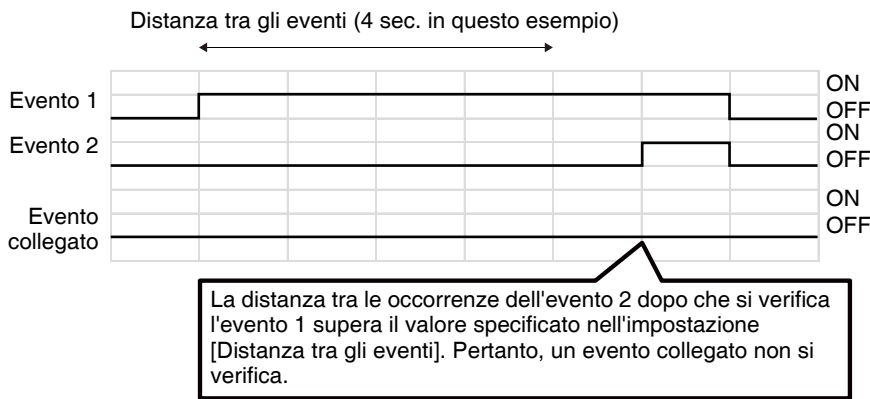 Distanza tra gli eventi (4 sec. in questo esempio)
Evento 1
ON
OFF
Evento 2
ON
OFF
Evento
collegato
ON
OFF
La distanza tra le occorrenze dell'evento 2 dopo che si verifica
l'evento 1 supera il valore specificato nell'impostazione
[Distanza tra gli eventi]. Pertanto, un evento collegato non si
verifica.